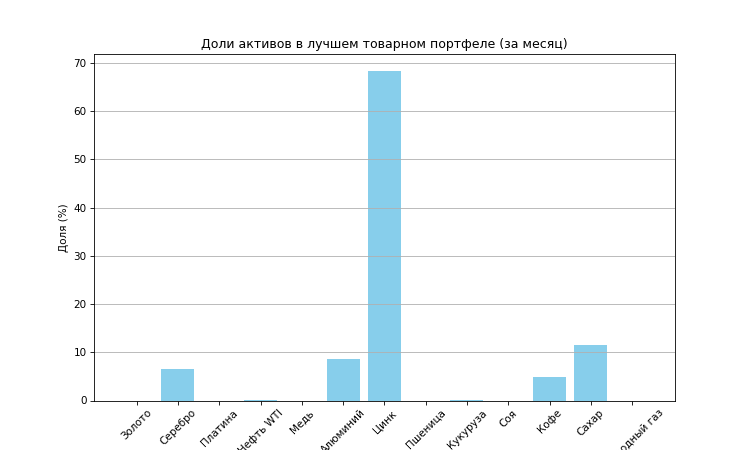 Доли активов в лучшем товарном портфеле (за месяц)
Доля (%)
70
60
50
40
30
20
10
0
Золото
Серебро
Платина
Нефть WTI
Медь
Алюминий
Цинк
Пшеница
Кукуруза
Соя
Кофе
Сахар
газ